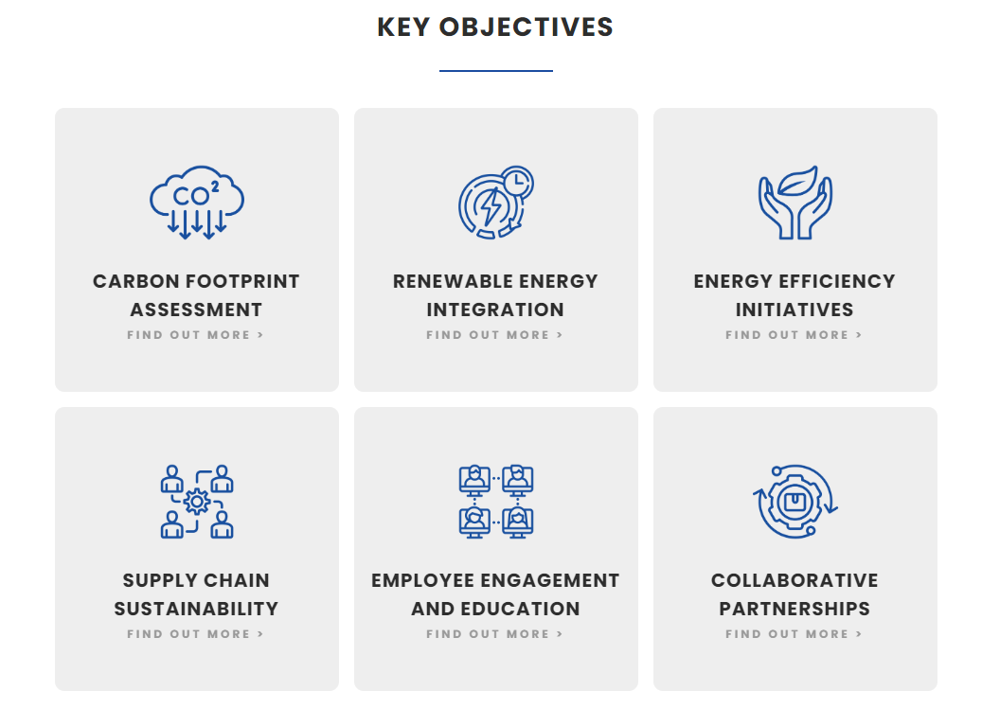 KEY OBJECTIVES
CO2
CARBON FOOTPRINT
ASSESSMENT
FIND OUT MORE >
RENEWABLE ENERGY
INTEGRATION
FIND OUT MORE >
ENERGY EFFICIENCY
INITIATIVES
FIND OUT MORE >
SUPPLY CHAIN
SUSTAINABILITY
FIND OUT MORE >
EMPLOYEE ENGAGEMENT
AND EDUCATION
FIND OUT MORE >
COLLABORATIVE
PARTNERSHIPS
FIND OUT MORE >